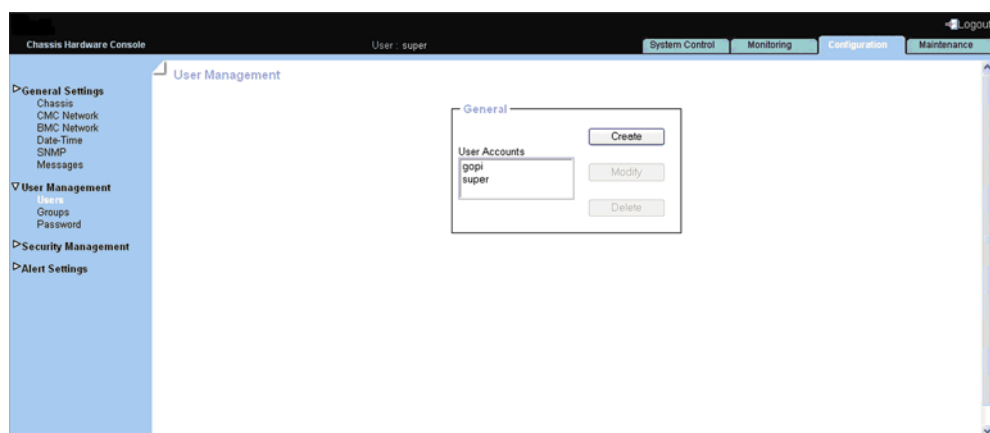 Logout
Chassis Hardware Console
User : super
System Control
Monitoring
Configuration
Maintenance
User Management
General Settings
Chassis
CMC Network
BMC Network
Date-Time
SNMP
Messages
User Management
Users
Groups
Password
Security Management
Alert Settings
General
Create
User Accounts
gopi
super
Modify
Delete